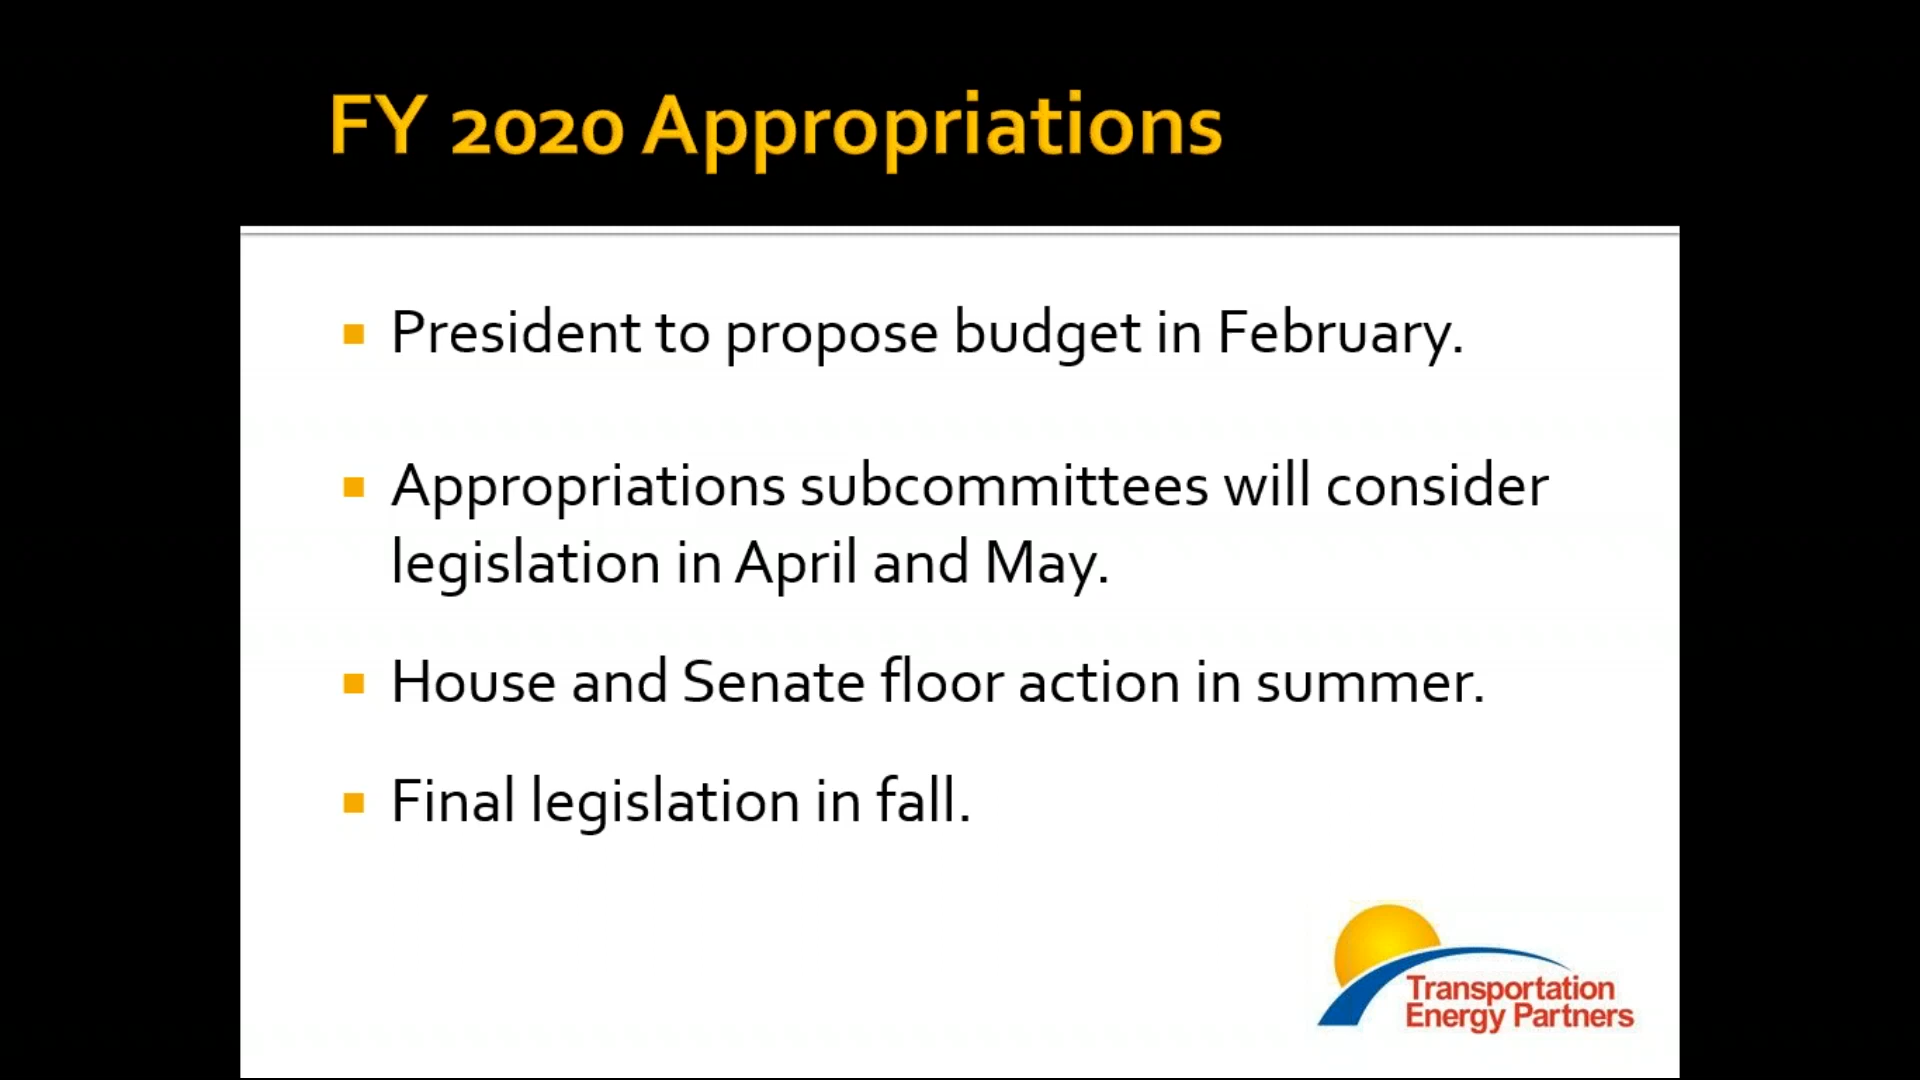 FY 2020 Appropriations
President to propose budget in February.
Appropriations subcommittees will consider
legislation in April and May.
House and Senate floor action in summer.
Final legislation in fall.
Transportation
Energy Partners